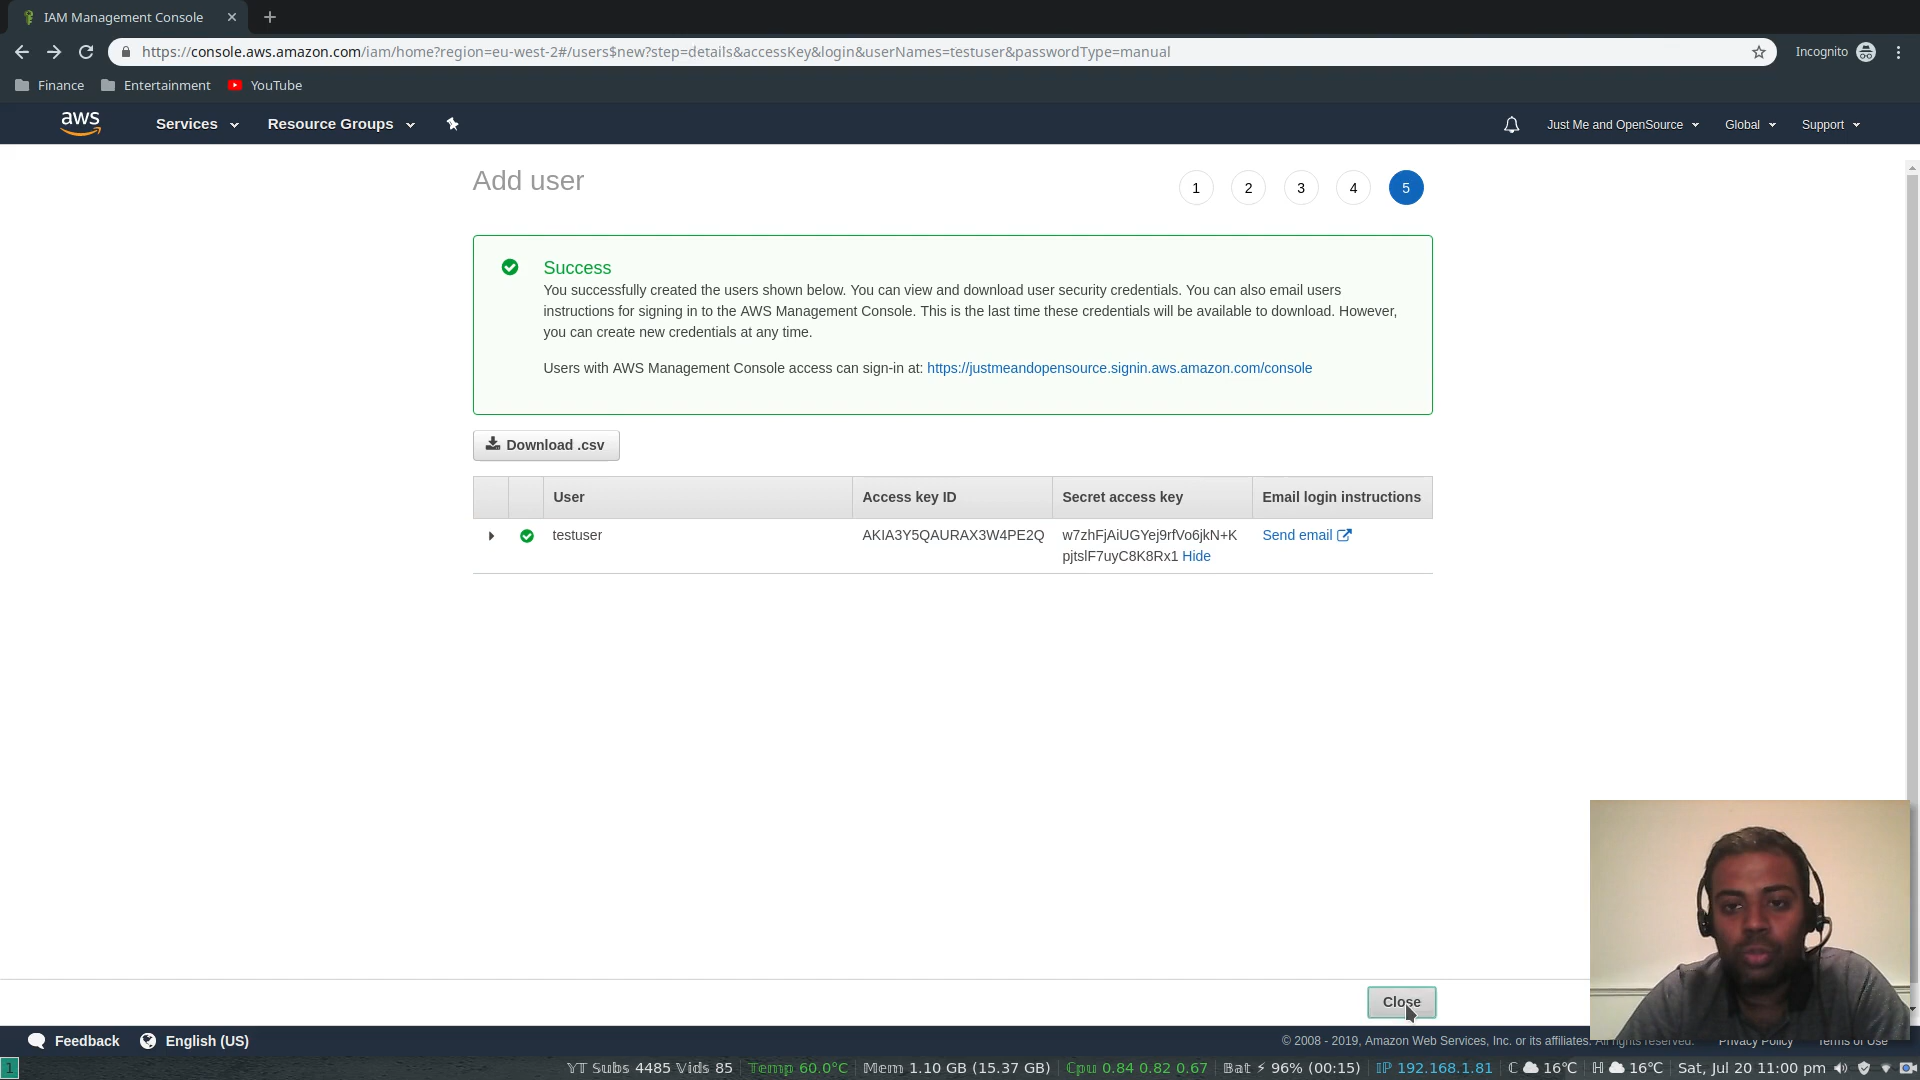 IAM Management Console
https://console.aws.amazon.com/iam/home?region=eu-west-2#/users$new?step=details&accessKey&login&userNames=testuser&passwordType=manual
Incognito
Finance
Entertainment
YouTube
aws
Services
Resource Groups
Just Me and OpenSource
Global
Support
Add user
1
2
3
4
5
Success
You successfully created the users shown below. You can view and download user security credentials. You can also email users
instructions for signing in to the AWS Management Console. This is the last time these credentials will be available to download. However,
you can create new credentials at any time.
Users with AWS Management Console access can sign-in at: https://justmeandopensource.signin.aws.amazon.com/console
Download .csv
User
Access key ID
Secret access key
Email login instructions
testuser
AKIA3Y5QAURAX3W4PE2Q
w7zhFjAiUGYej9rfVo6jkN+K
pjtslF7uyC8K8Rx1 Hide
Send email
Close
Feedback
English (US)
© 2008 - 2019, Amazon Web Services, Inc. or its affiliates. All rights reserved.
Privacy Policy
Terms of Use
1
YT Subs 4485 Vids 85
Temp 60.0°C
Mem 1.10 GB (15.37 GB)
Cpu 0.84 0.82 0.67
Bat ⚡ 96% (00:15)
IP 192.168.1.81
C 16°C
H 16°C
Sat, Jul 20 11:00 pm